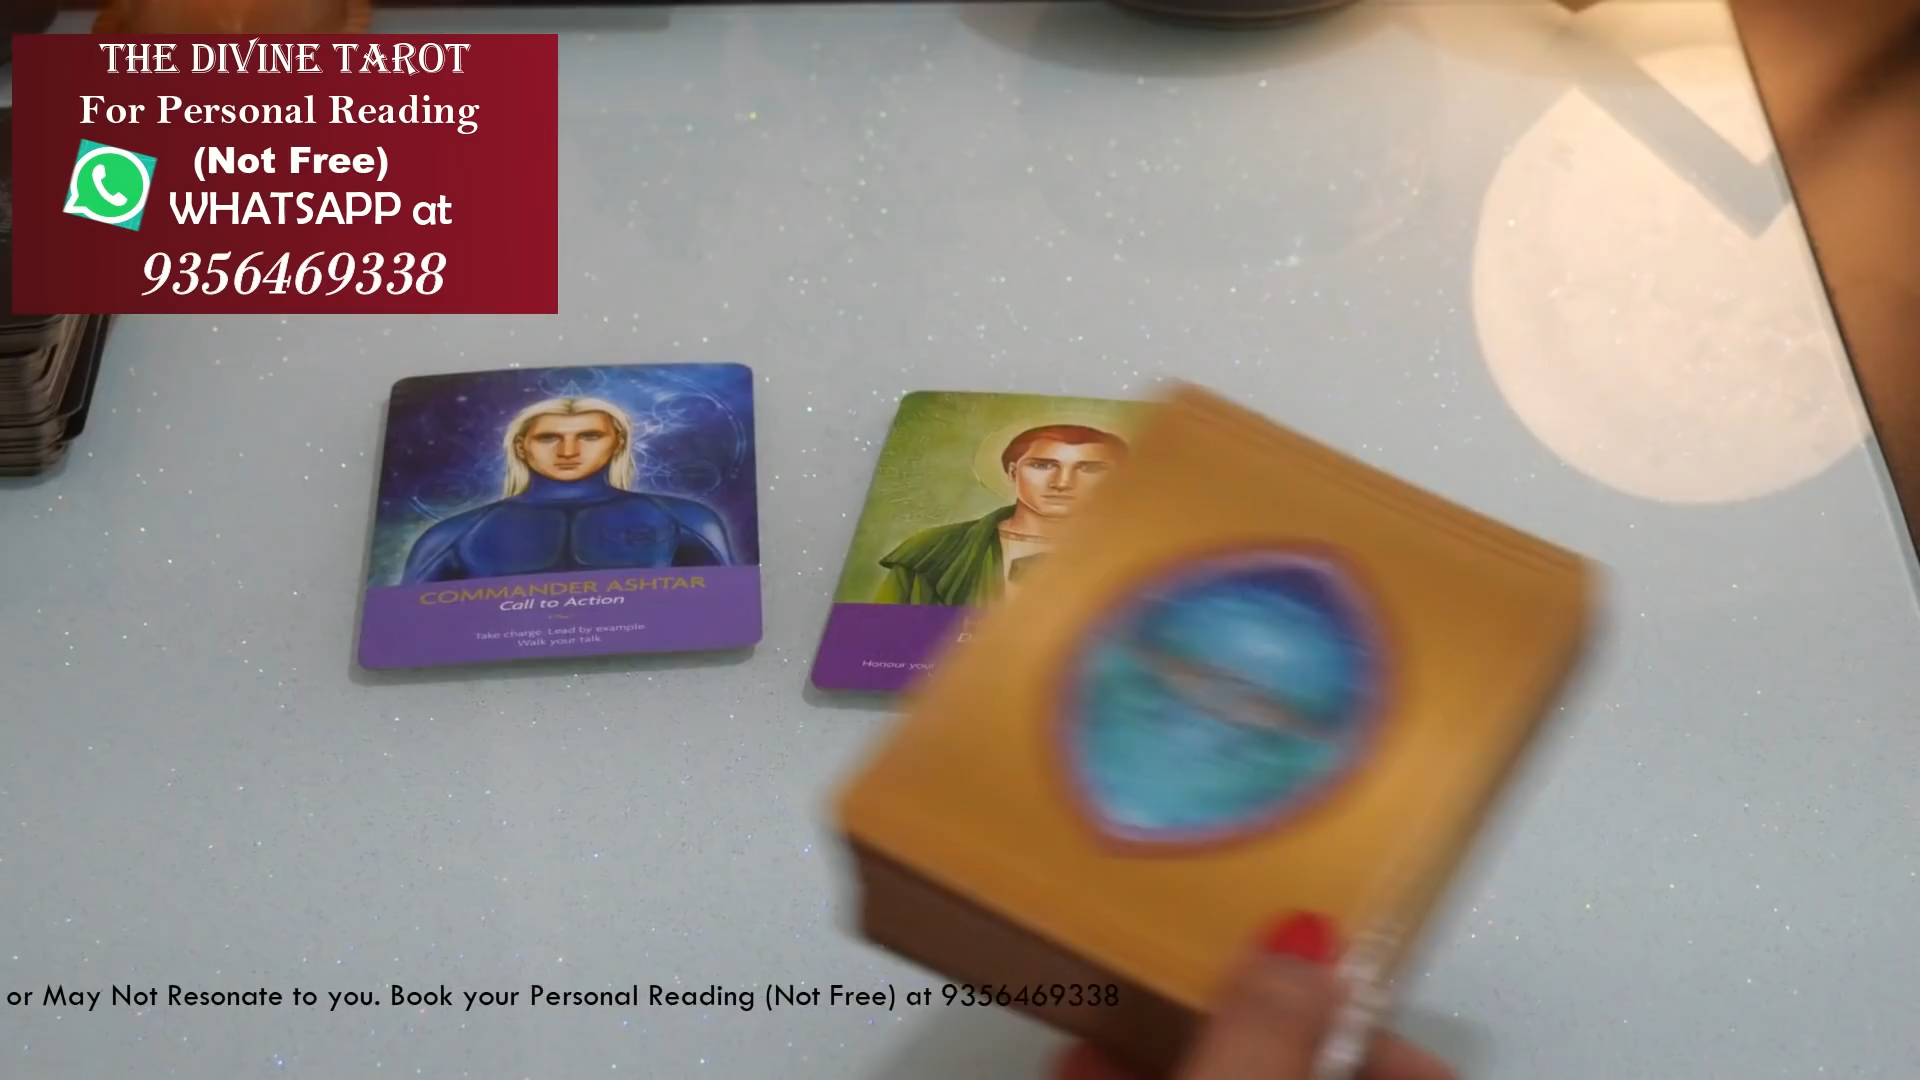 THE DIVINE TAROT
For Personal Reading
(Not Free)
WHATSAPP at
9356469338
COMMANDER ASHTAR
Call to Action
Take charge. Lead by example.
Walk your talk.
Honour your
or May Not Resonate to you. Book your Personal Reading (Not Free) at 9356469338